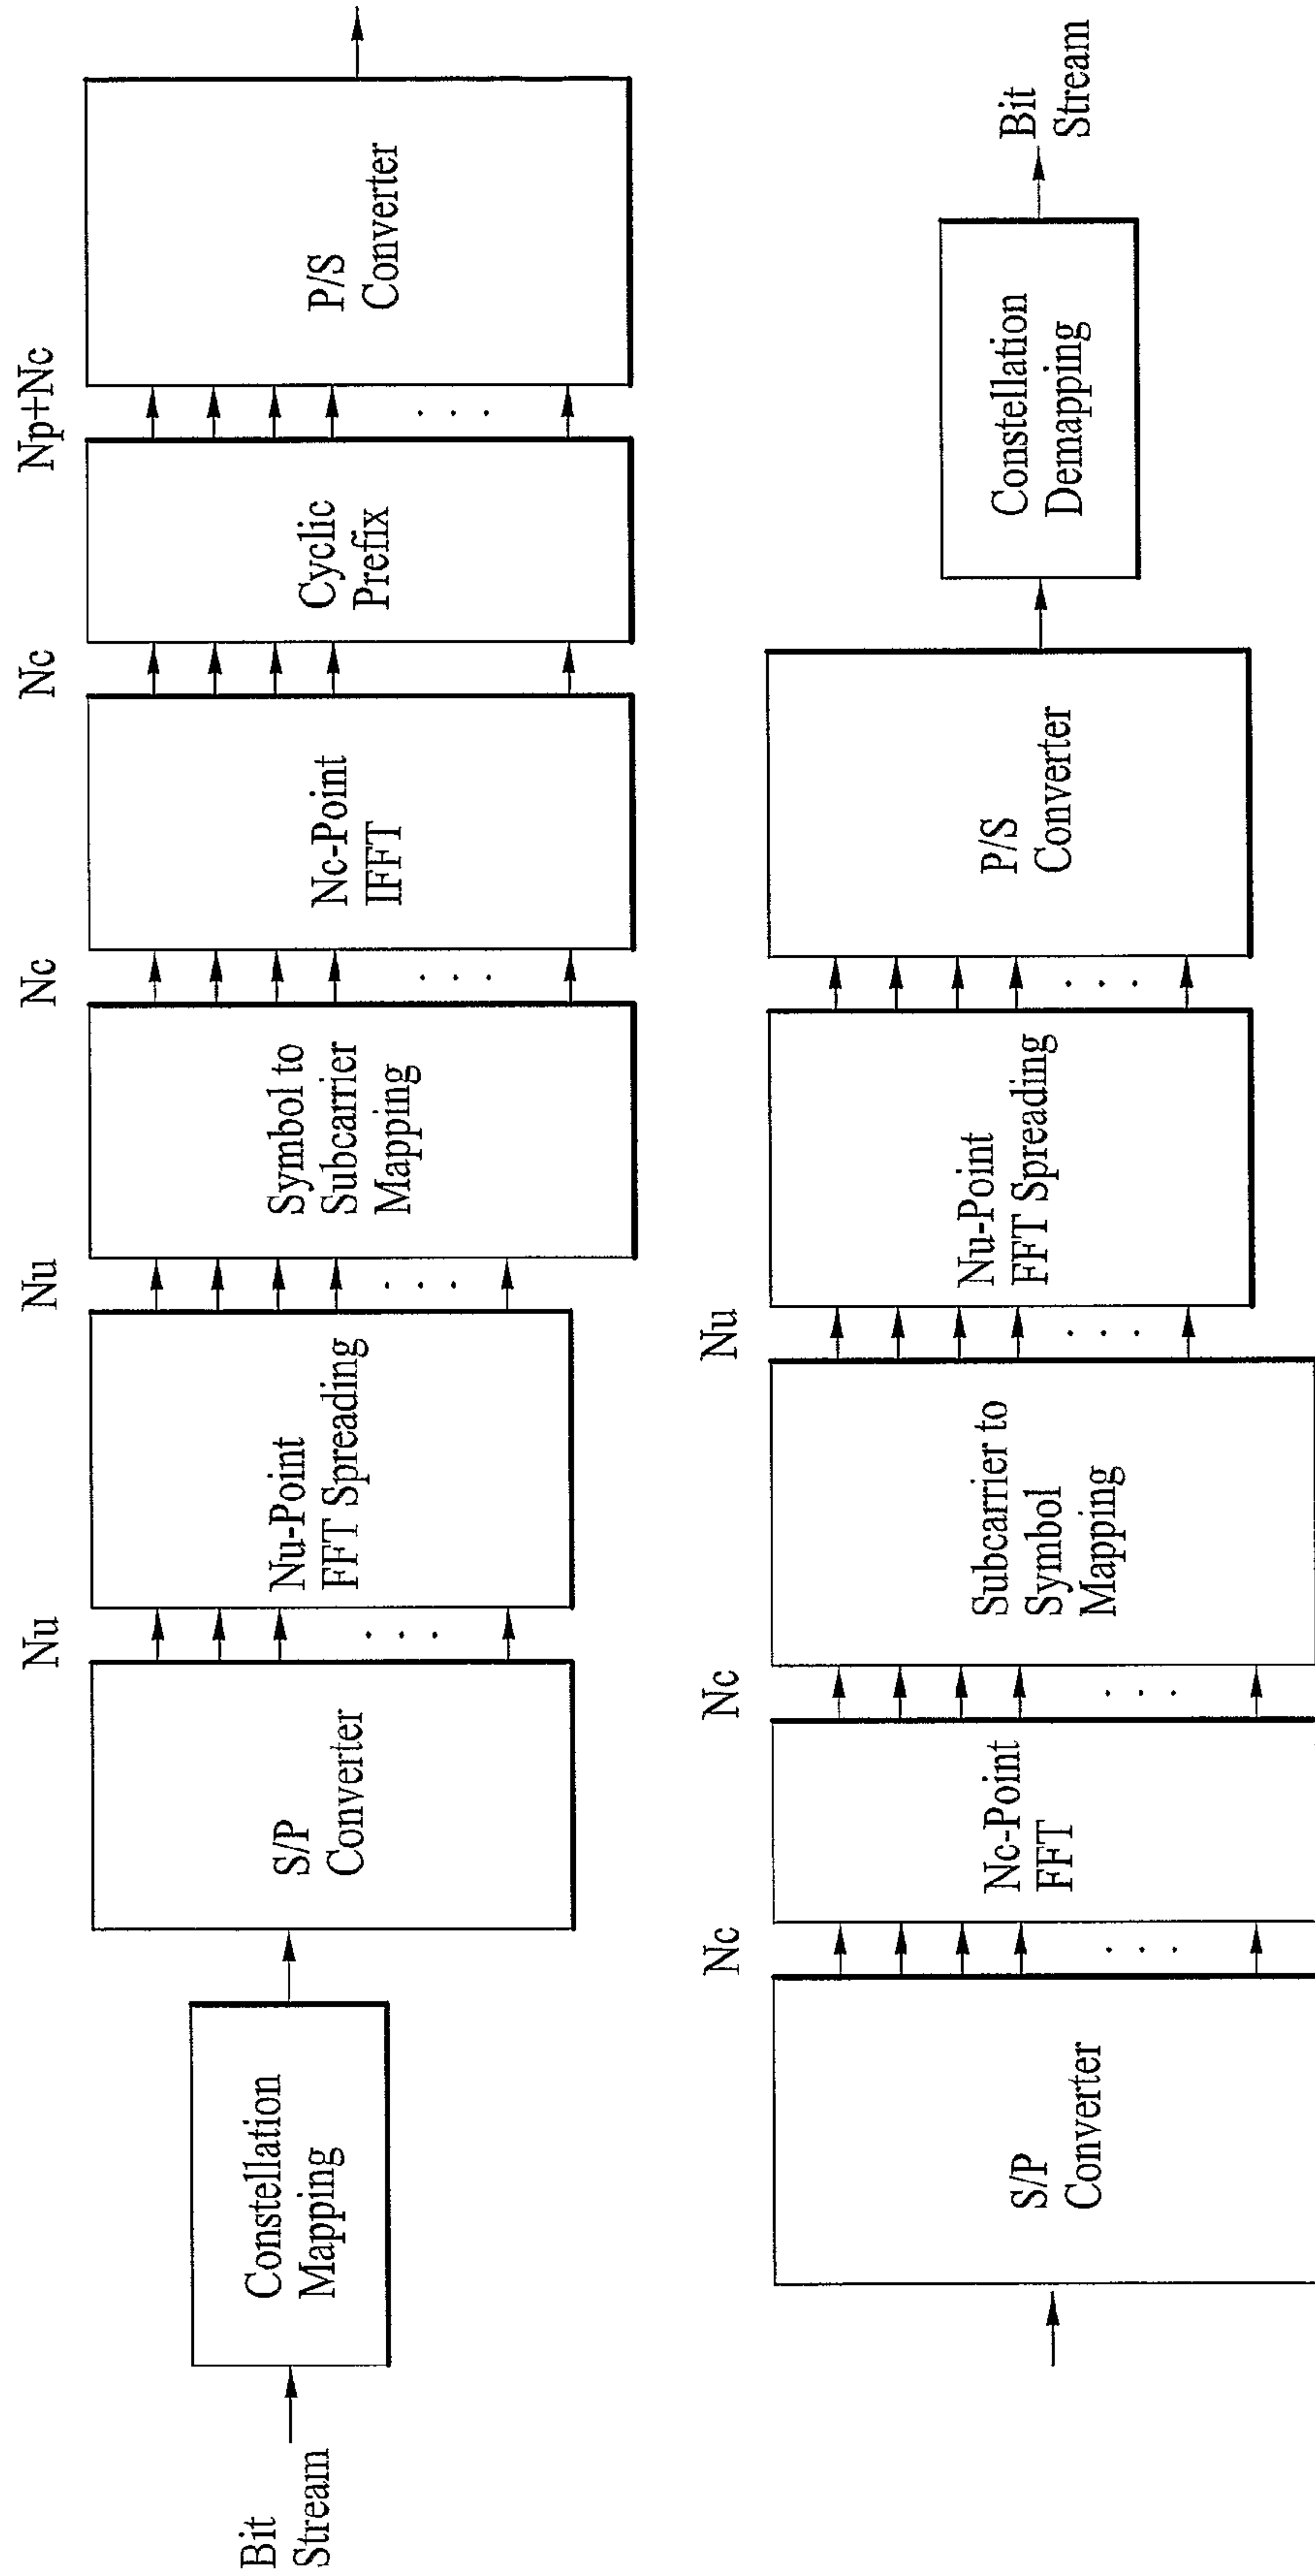 Bit
Stream
Constellation
Mapping
S/P
Converter
Nu
Nu-Point
FFT Spreading
Nu
Symbol to
Subcarrier
Mapping
Nc
Nc-Point
IFFT
Nc
Cyclic
Prefix
Np+Nc
P/S
Converter
S/P
Converter
Nc
Nc-Point
FFT
Nc
Subcarrier to
Symbol
Mapping
Nu
Nu-Point
FFT Spreading
P/S
Converter
Constellation
Demapping
Bit
Stream